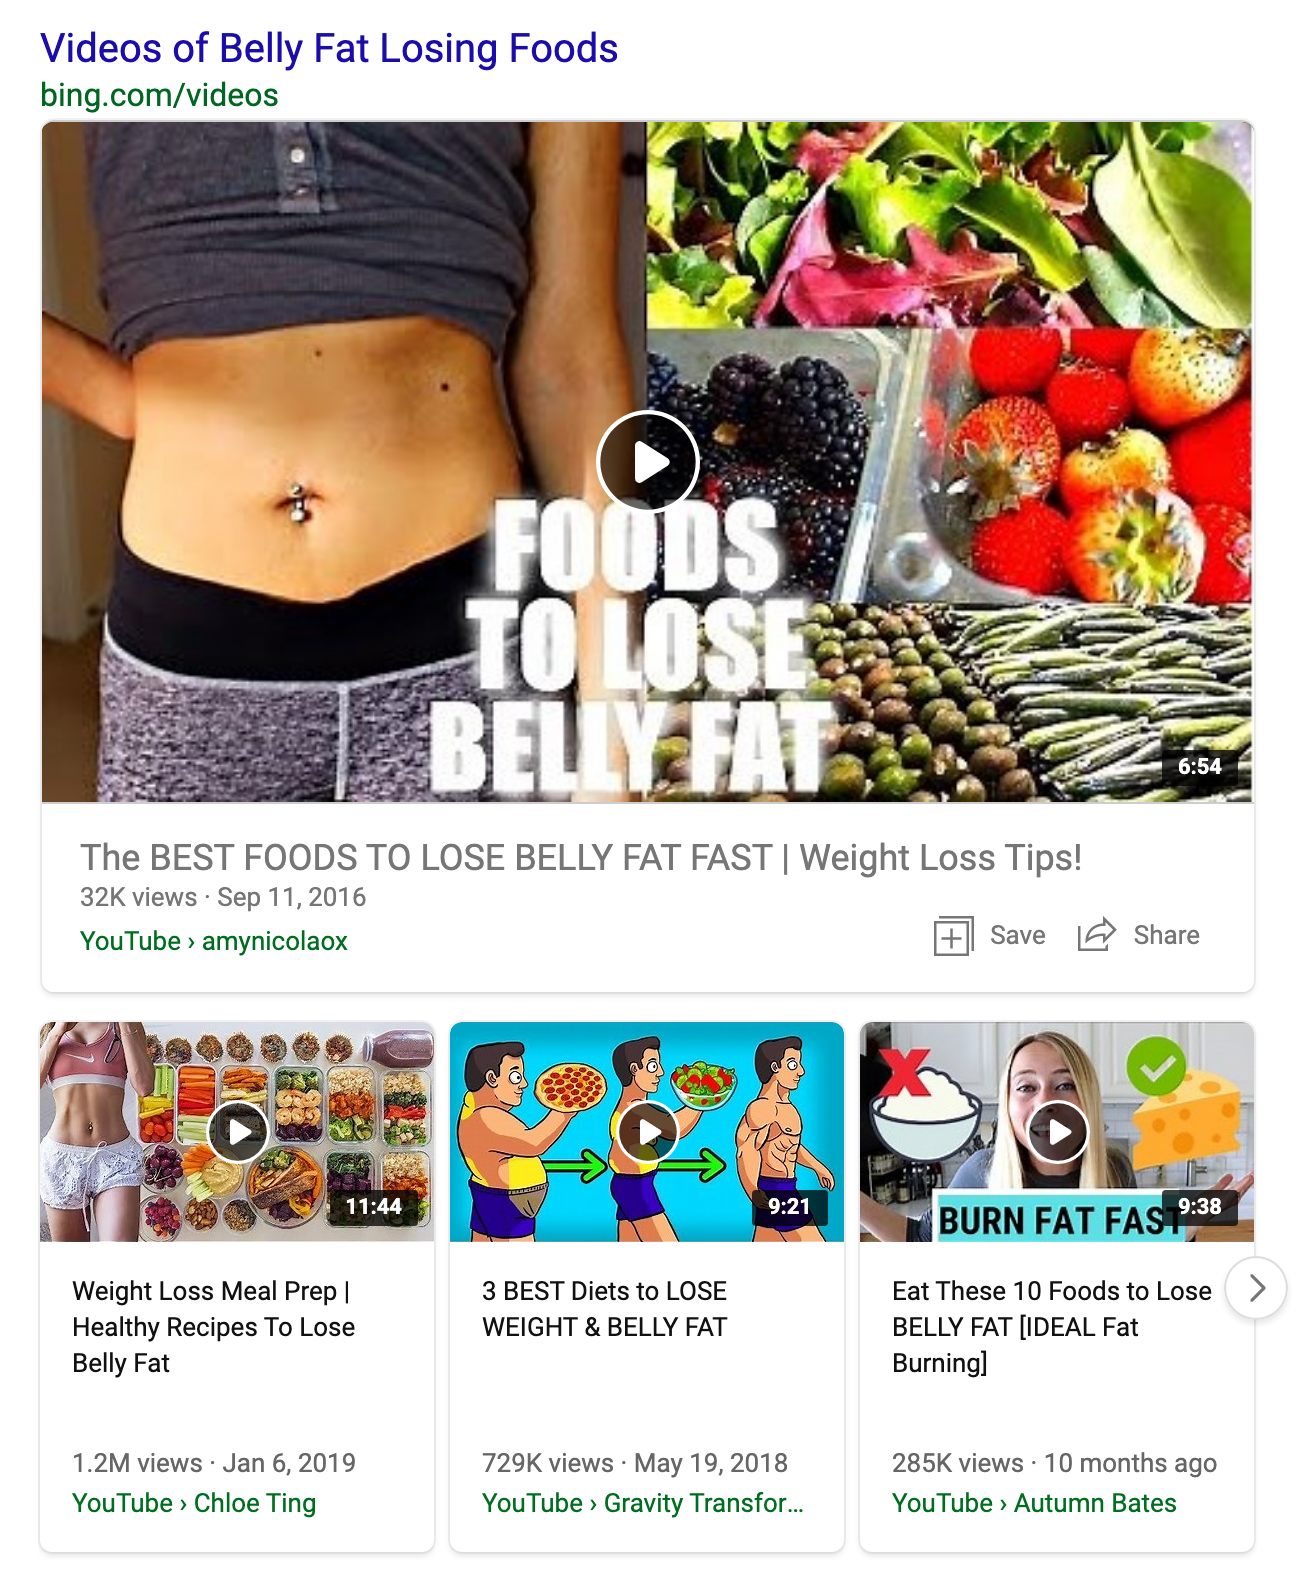 Videos of Belly Fat Losing Foods
bing.com/videos
FOODS
TO LOSE
BELLY FAT
6:54
The BEST FOODS TO LOSE BELLY FAT FAST | Weight Loss Tips!
32K views · Sep 11, 2016
YouTube › amynicolaox
Save
Share
11:44
Weight Loss Meal Prep |
Healthy Recipes To Lose
Belly Fat
1.2M views · Jan 6, 2019
YouTube › Chloe Ting
9:21
3 BEST Diets to LOSE
WEIGHT & BELLY FAT
729K views · May 19, 2018
YouTube › Gravity Transfor...
BURN FAT FAST
9:38
Eat These 10 Foods to Lose
BELLY FAT [IDEAL Fat
Burning]
285K views · 10 months ago
YouTube › Autumn Bates